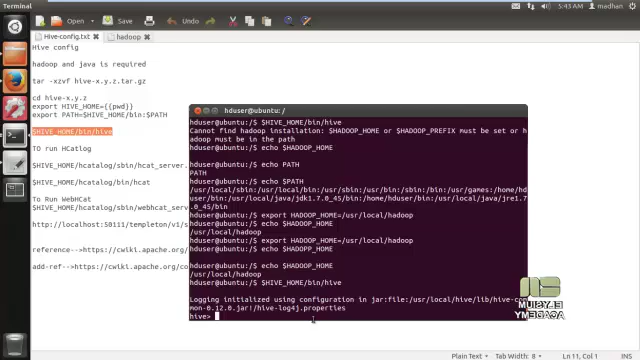 Terminal
5:43 AM
madhan
Open
Save
Undo
Hive-config.txt
hadoop
Hive config
hadoop and java is required
tar -xzvf hive-x.y.z.tar.gz
cd hive-x.y.z
export HIVE_HOME={{pwd}}
export PATH=$HIVE_HOME/bin:$PATH
$HIVE_HOME/bin/hive
TO run HCatlog
$HIVE_HOME/hcatalog/sbin/hcat_server.
$HIVE_HOME/hcatalog/bin/hcat
To Run WebHCat
$HIVE_HOME/hcatalog/sbin/webhcat_serv
http://localhost:50111/templeton/v1/
reference-->https://cwiki.apache.org/c
add-ref-->https://cwiki.apache.org/co
hduser@ubuntu: /
hduser@ubuntu:/$ $HIVE_HOME/bin/hive
Cannot find hadoop installation: $HADOOP_HOME or $HADOOP_PREFIX must be set or h
adoop must be in the path
hduser@ubuntu:/$ echo $HADOOP_HOME
hduser@ubuntu:/$ echo PATH
PATH
hduser@ubuntu:/$ echo $PATH
/usr/local/sbin:/usr/local/bin:/usr/sbin:/usr/bin:/sbin:/bin:/usr/games:/home/hd
user/bin:/usr/local/java/jdk1.7.0_45/bin:/home/hduser/bin:/usr/local/java/jre1.7
.0_45/bin
hduser@ubuntu:/$ export HADOOP_HOME=/usr/local/hadoop
hduser@ubuntu:/$ echo $HADOOP_HOME
/usr/local/hadoop
hduser@ubuntu:/$ export HADOPP_HOME=/usr/local/hadoop
hduser@ubuntu:/$ echo $HADOPP_HOME
hduser@ubuntu:/$ echo $HADOOP_HOME
/usr/local/hadoop
hduser@ubuntu:/$ $HIVE_HOME/bin/hive
Logging initialized using configuration in jar:file:/usr/local/hive/lib/hive-com
mon-0.12.0.jar!/hive-log4j.properties
hive>
Plain Text
Tab Width: 8
Ln 11, Col 1
INS